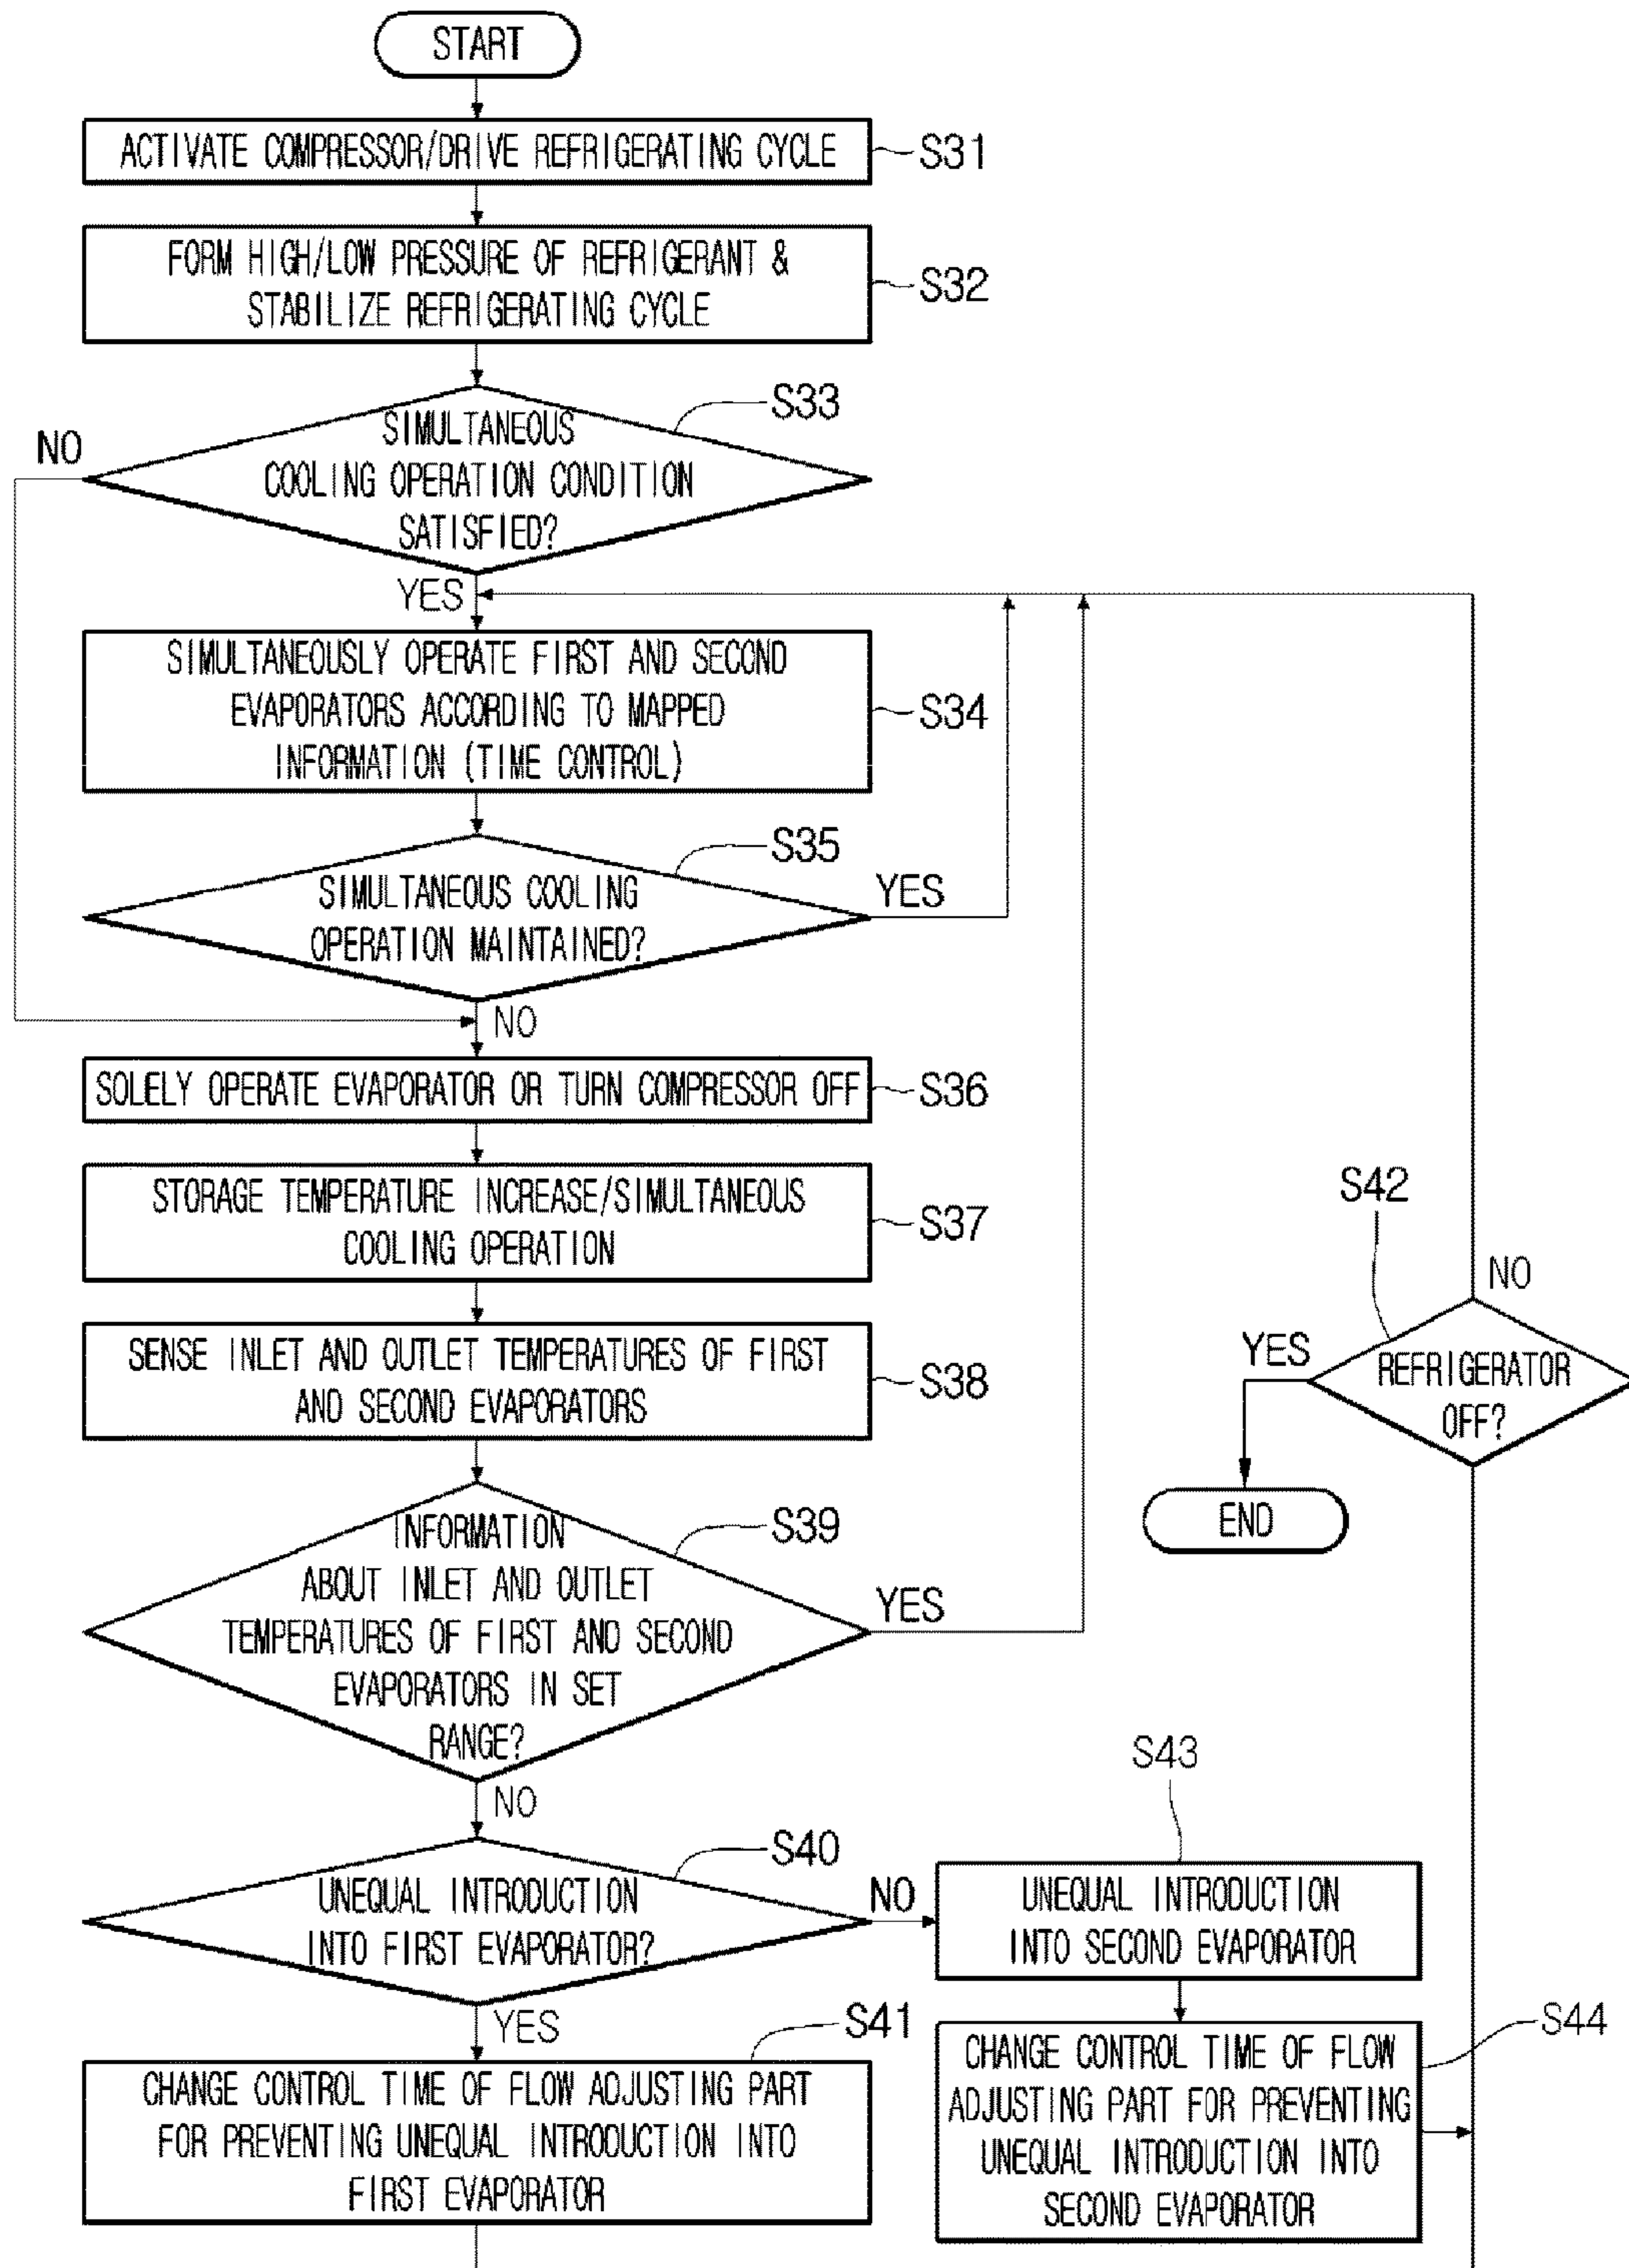 START
ACTIVATE COMPRESSOR/DRIVE REFRIGERATING CYCLE
S31
FORM HIGH/LOW PRESSURE OF REFRIGERANT &
STABILIZE REFRIGERATING CYCLE
S32
S33
SIMULTANEOUS
COOLING OPERATION CONDITION
SATISFIED?
NO
YES
SIMULTANEOUSLY OPERATE FIRST AND SECOND
EVAPORATORS ACCORDING TO MAPPED
INFORMATION (TIME CONTROL)
S34
S35
SIMULTANEOUS COOLING
OPERATION MAINTAINED?
YES
NO
SOLELY OPERATE EVAPORATOR OR TURN COMPRESSOR OFF
S36
STORAGE TEMPERATURE INCREASE/SIMULTANEOUS
COOLING OPERATION
S37
SENSE INLET AND OUTLET TEMPERATURES OF FIRST
AND SECOND EVAPORATORS
S38
S42
NO
YES
REFRIGERATOR
OFF?
END
S39
INFORMATION
ABOUT INLET AND OUTLET
TEMPERATURES OF FIRST AND SECOND
EVAPORATORS IN SET
RANGE?
YES
NO
S40
UNEQUAL INTRODUCTION
INTO FIRST EVAPORATOR?
NO
S43
UNEQUAL INTRODUCTION
INTO SECOND EVAPORATOR
YES
S41
CHANGE CONTROL TIME OF FLOW ADJUSTING PART
FOR PREVENTING UNEQUAL INTRODUCTION INTO
FIRST EVAPORATOR
S44
CHANGE CONTROL TIME OF FLOW
ADJUSTING PART FOR PREVENTING
UNEQUAL INTRODUCTION INTO
SECOND EVAPORATOR